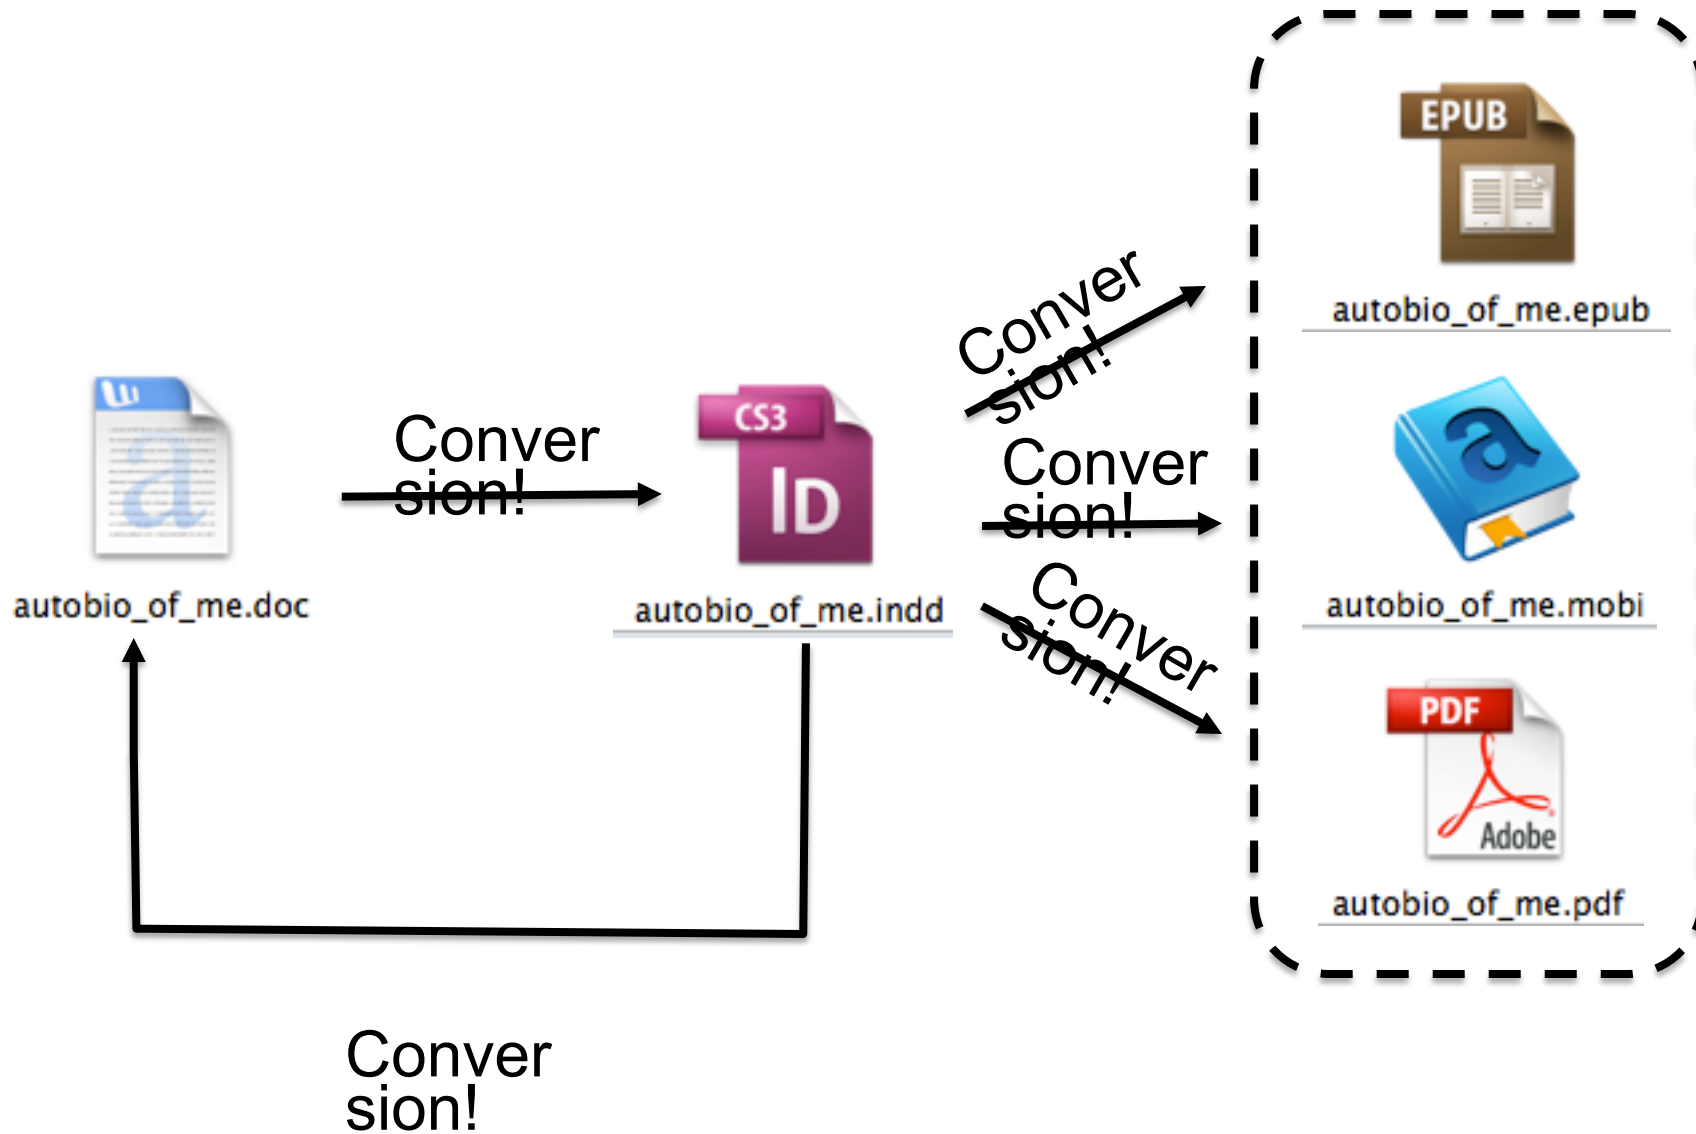 EPUB
autobio_of_me.epub
Conver
sion!
W
a
Conver
sion!
CS3
ID
Conver
sion!
a
autobio_of_me.doc
autobio_of_me.indd
autobio_of_me.mobi
Conver
sion!
PDF
Adobe
autobio_of_me.pdf
Conver
sion!